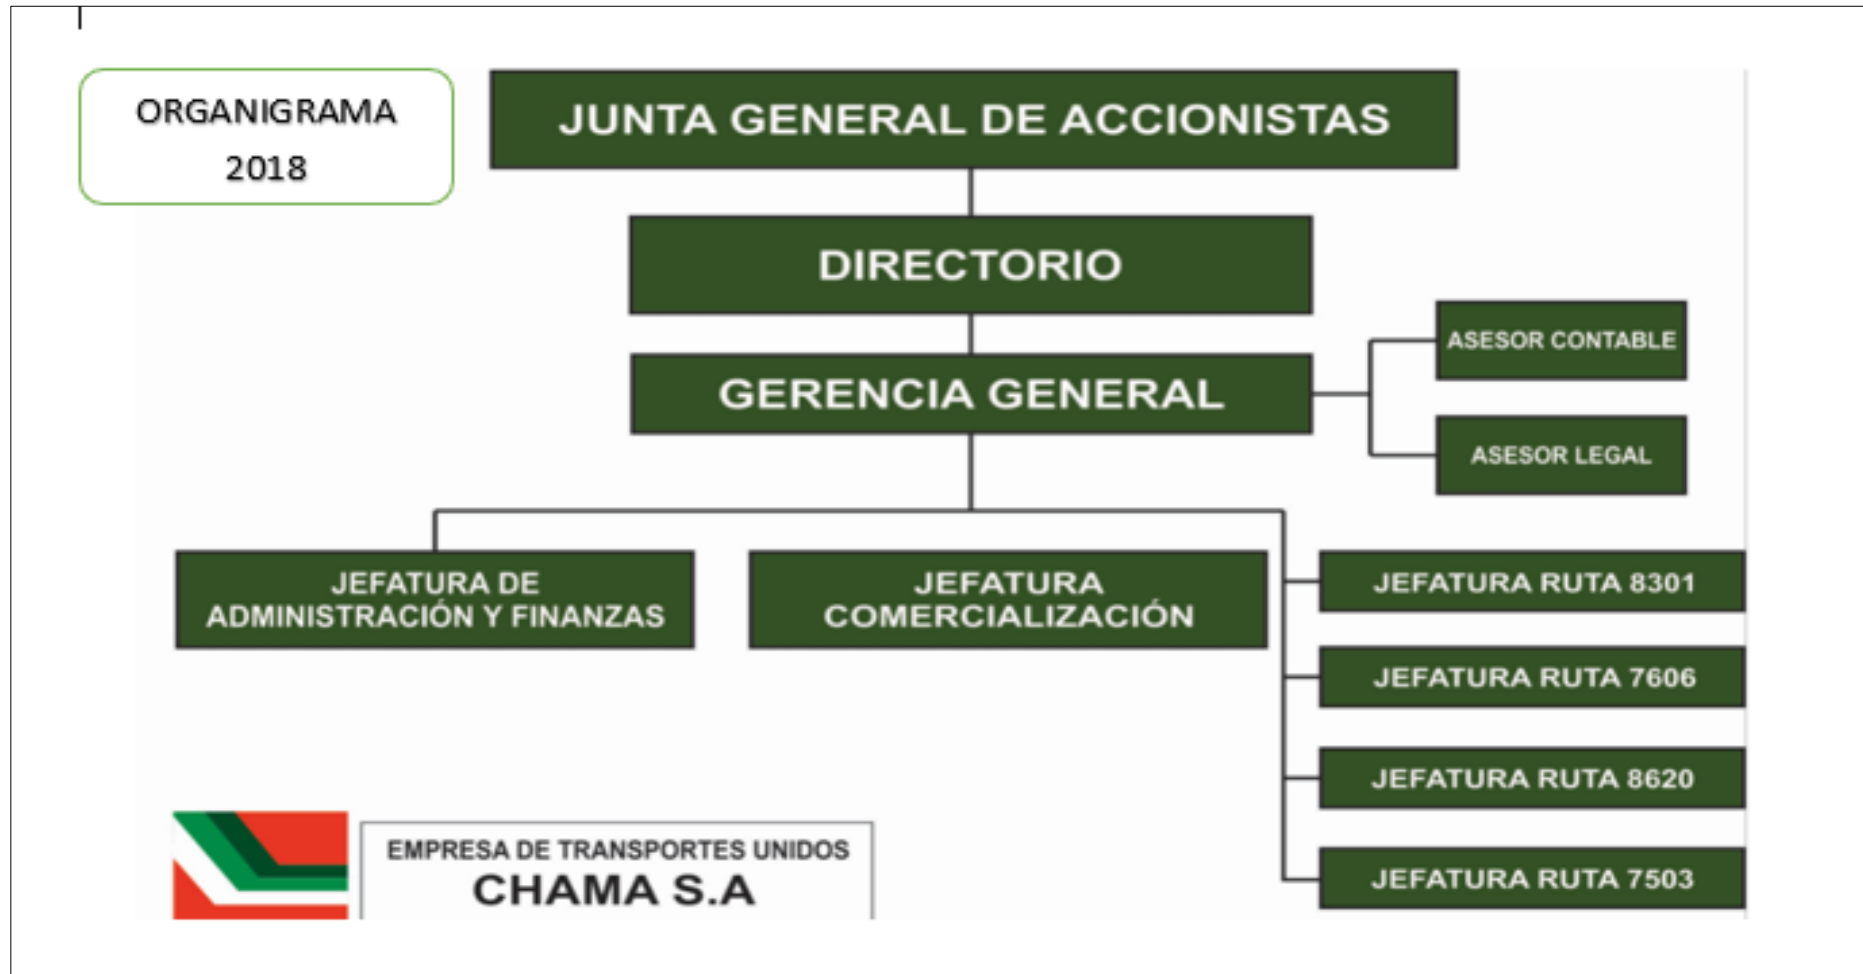 ORGANIGRAMA
2018
JUNTA GENERAL DE ACCIONISTAS
DIRECTORIO
GERENCIA GENERAL
ASESOR CONTABLE
ASESOR LEGAL
JEFATURA DE
ADMINISTRACIÓN Y FINANZAS
JEFATURA
COMERCIALIZACIÓN
JEFATURA RUTA 8301
JEFATURA RUTA 7606
JEFATURA RUTA 8620
JEFATURA RUTA 7503
EMPRESA DE TRANSPORTES UNIDOS
CHAMA S.A